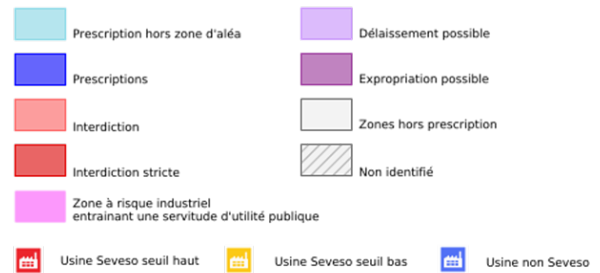 Prescription hors zone d'aléa
Délaissement possible
Prescriptions
Expropriation possible
Interdiction
Zones hors prescription
Interdiction stricte
Non identifié
Zone à risque industriel
entrainant une servitude d'utilité publique
Usine Seveso seuil haut
Usine Seveso seuil bas
Usine non Seveso